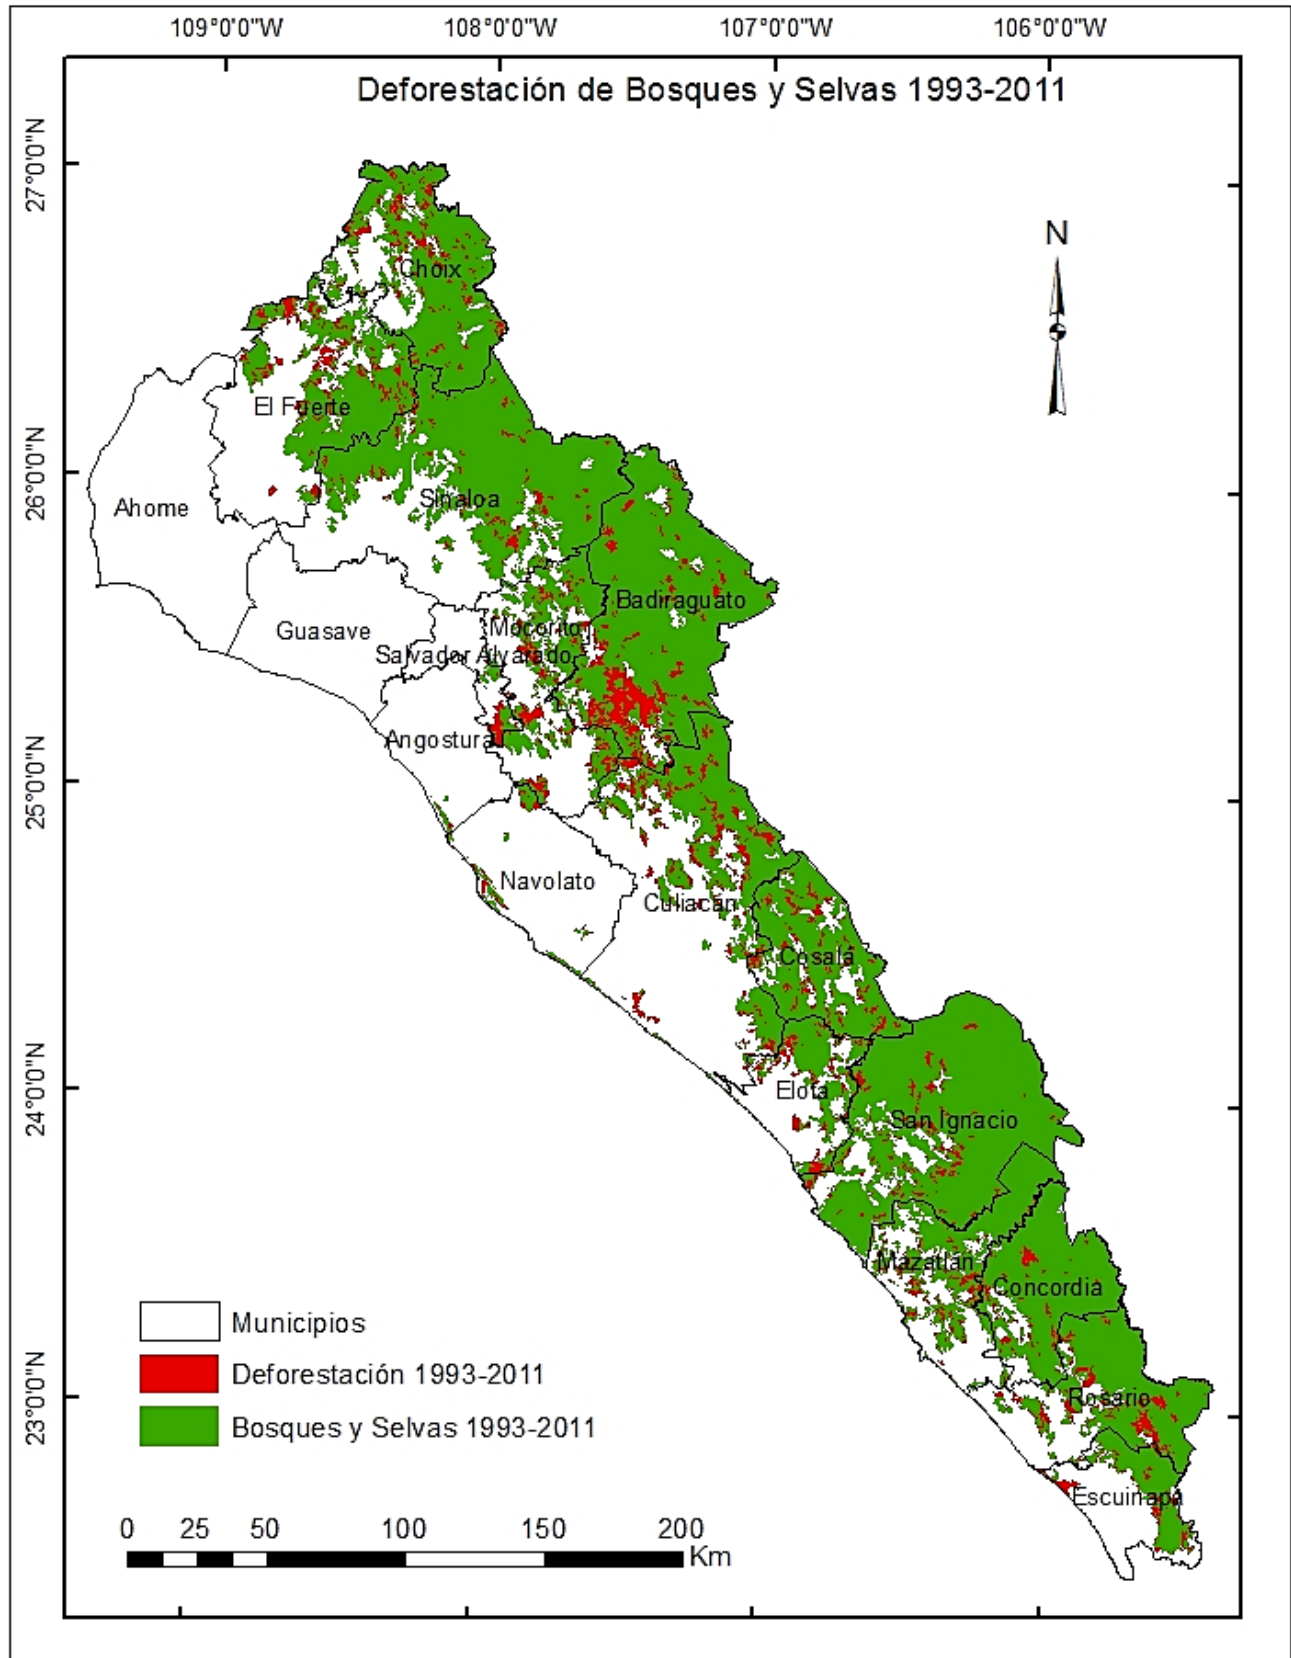 109°0'0"W 108°0'0"W 107°0'0"W 106°0'0"W
Deforestación de Bosques y Selvas 1993-2011
27°0'0"N
N
Choix
El Fuerte
26°0'0"N
Sinaloa
Ahome
Badiraguato
Mocorito
Guasave
Salvador Alvarado
Angostura
25°0'0"N
Navolato
Culiacán
Cosalá
24°0'0"N
Elota
San Ignacio
Mazatlán
Concordia
Municipios
Deforestación 1993-2011
Rosario
23°0'0"N
Bosques y Selvas 1993-2011
Escuinapa
0 25 50 100 150 200
Km